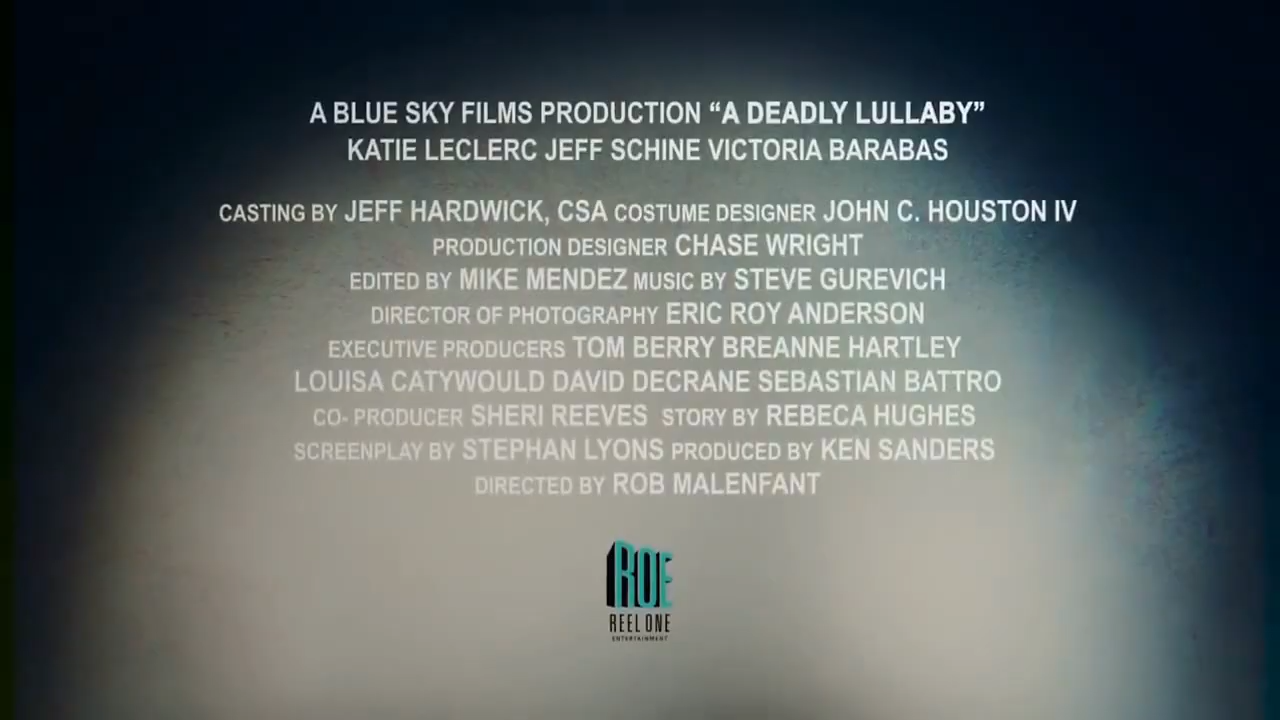 A BLUE SKY FILMS PRODUCTION “A DEADLY LULLABY”
KATIE LECLERC JEFF SCHINE VICTORIA BARABAS
CASTING BY JEFF HARDWICK, CSA COSTUME DESIGNER JOHN C. HOUSTON IV
PRODUCTION DESIGNER CHASE WRIGHT
EDITED BY MIKE MENDEZ MUSIC BY STEVE GUREVICH
DIRECTOR OF PHOTOGRAPHY ERIC ROY ANDERSON
EXECUTIVE PRODUCERS TOM BERRY BREANNE HARTLEY
LOUISA CATYWOULD DAVID DECRANE SEBASTIAN BATTRO
CO- PRODUCER SHERI REEVES STORY BY REBECA HUGHES
SCREENPLAY BY STEPHAN LYONS PRODUCED BY KEN SANDERS
DIRECTED BY ROB MALENFANT
ROE
REEL ONE
ENTERTAINMENT